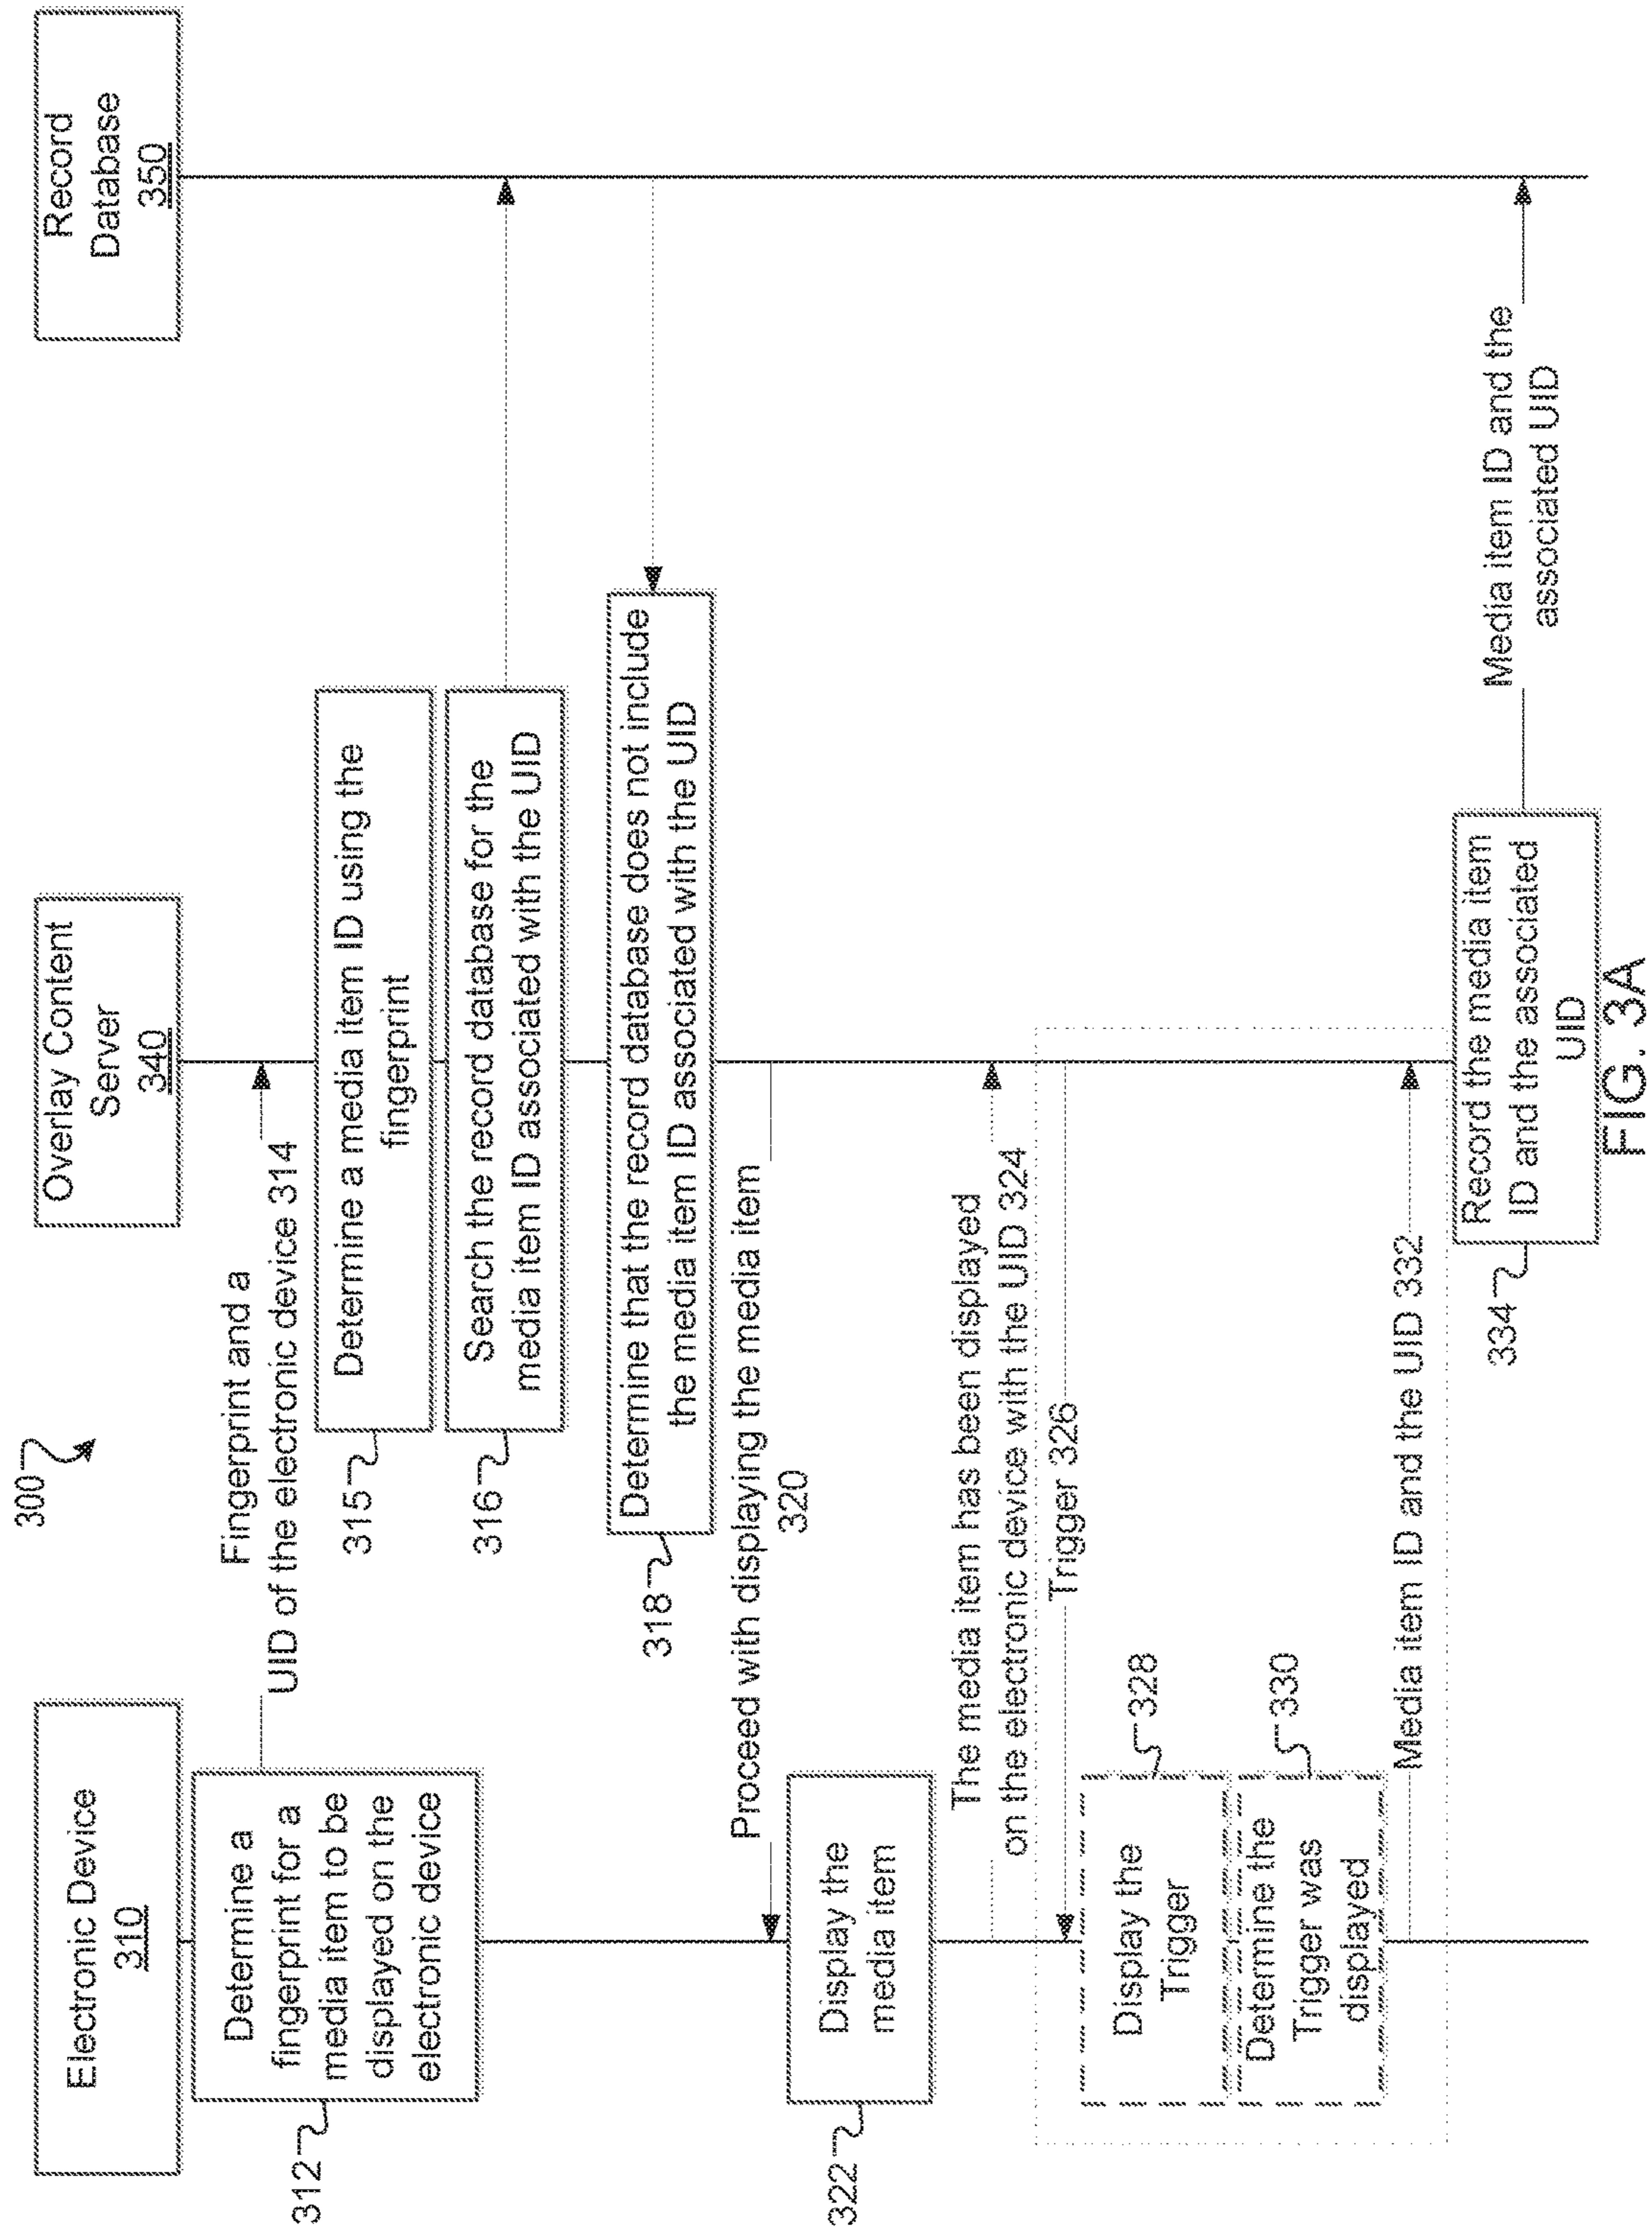 300
Electronic Device
310
Overlay Content
Server
340
Record
Database
350
312
Determine a
fingerprint for a
media item to be
displayed on the
electronic device
Fingerprint and a
UID of the electronic device 314
315
Determine a media item ID using the
fingerprint
316
Search the record database for the
media item ID associated with the UID
318
Determine that the record database does not include
the media item ID associated with the UID
Proceed with displaying the media item
320
322
Display the
media item
The media item has been displayed
on the electronic device with the UID 324
Trigger 326
Display the
Trigger
328
Determine the
Trigger was
displayed
330
Media item ID and the UID 332
334
Record the media item
ID and the associated
UID
Media item ID and the
associated UID
FIG. 3A